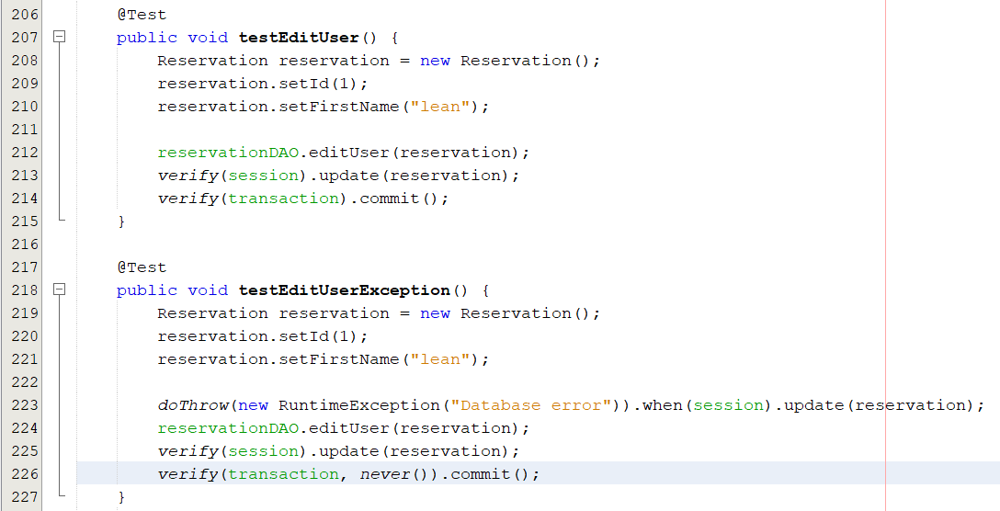 206 @Test
207 public void testEditUser() {
208 Reservation reservation = new Reservation();
209 reservation.setId(1);
210 reservation.setFirstName("lean");
211
212 reservationDAO.editUser(reservation);
213 verify(session).update(reservation);
214 verify(transaction).commit();
215 }
216
217 @Test
218 public void testEditUserException() {
219 Reservation reservation = new Reservation();
220 reservation.setId(1);
221 reservation.setFirstName("lean");
222
223 doThrow(new RuntimeException("Database error")).when(session).update(reservation);
224 reservationDAO.editUser(reservation);
225 verify(session).update(reservation);
226 verify(transaction, never()).commit();
227 }